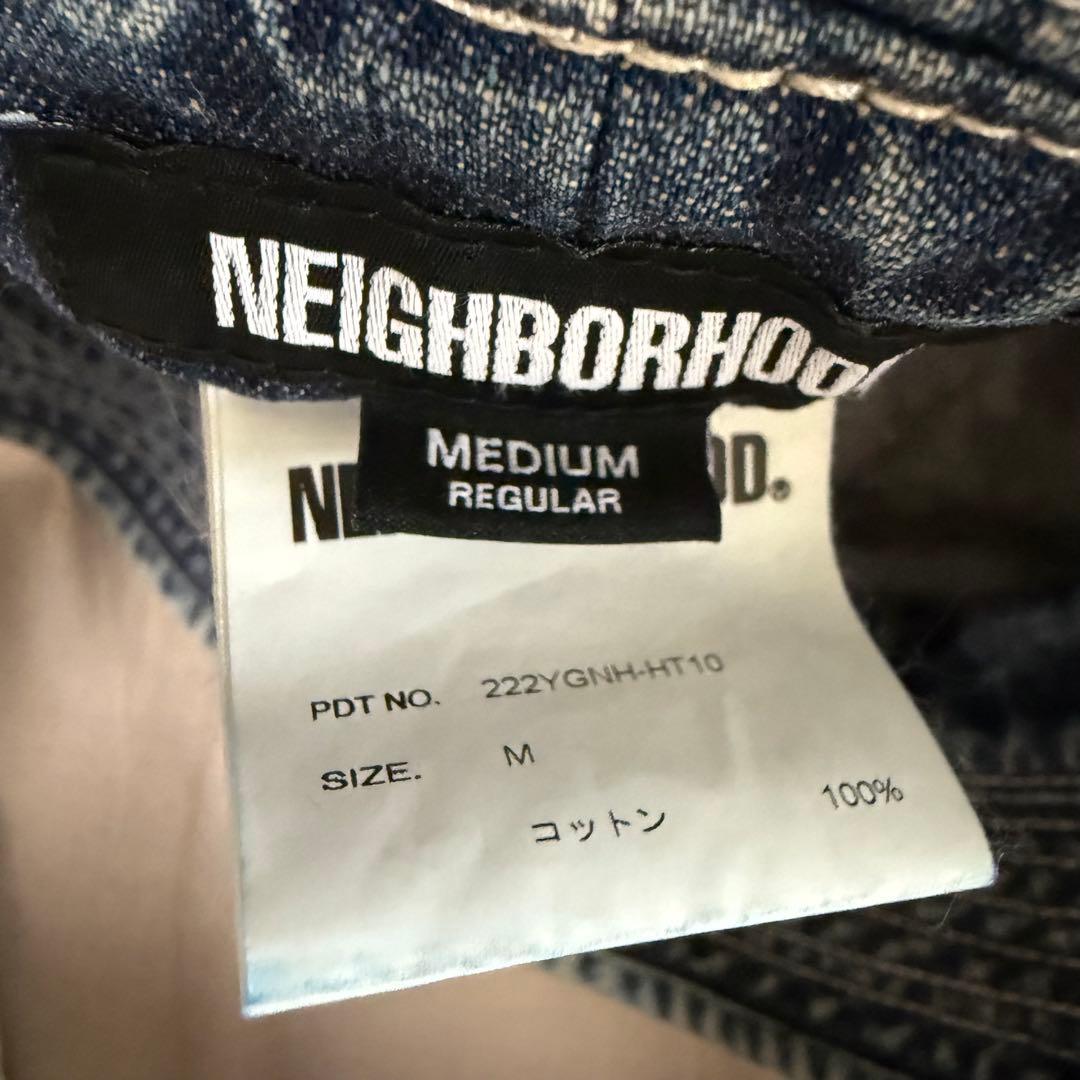 NEIGHBORHOOD
MEDIUM
REGULAR
PDT NO. 222YGNH-HT10
SIZE. M
コットン 100%